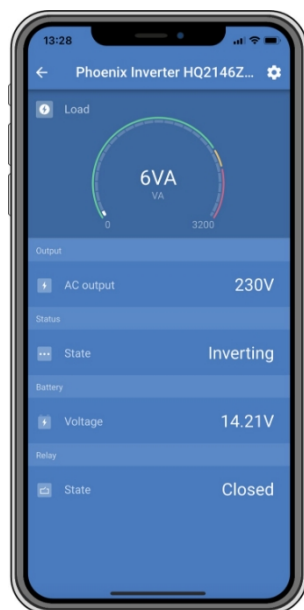 13:28
Phoenix Inverter HQ2146Z...
Load
6VA
VA
0
3200
Output
AC output
230V
Status
State
Inverting
Battery
Voltage
14.21V
Relay
State
Closed